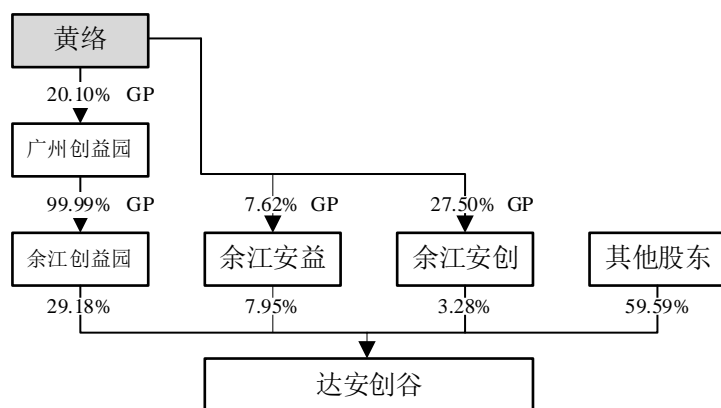 黄络
20.10% GP
广州创益园
99.99% GP 7.62% GP 27.50% GP
余江创益园 余江安益 余江安创 其他股东
29.18% 7.95% 3.28% 59.59%
达安创谷